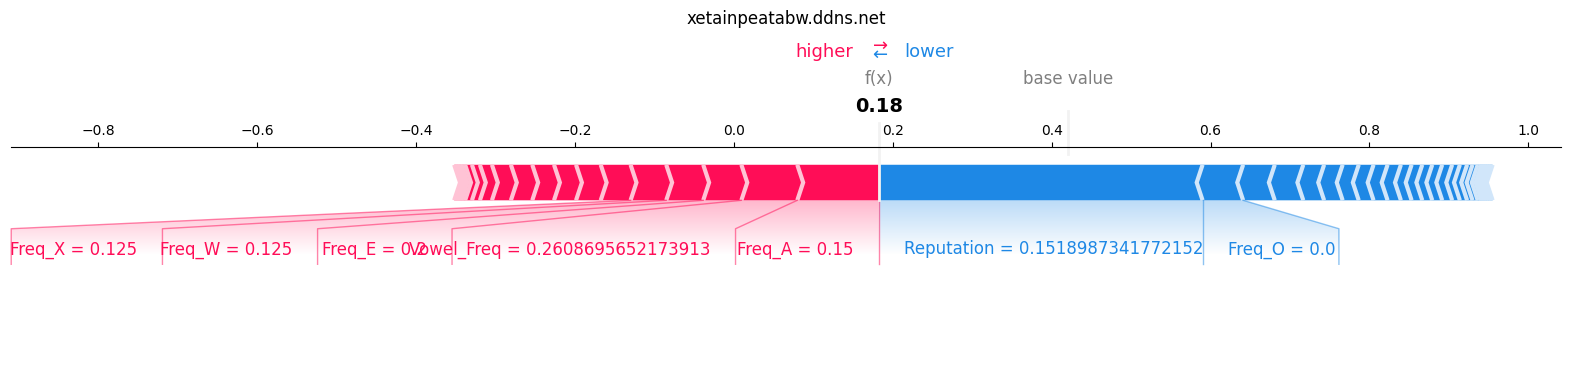 xetainpeatabw.ddns.net
higher ⇄ lower
f(x) base value
0.18
−0.8 −0.6 −0.4 −0.2 0.0 0.2 0.4 0.6 0.8 1.0
Freq_X = 0.125 Freq_W = 0.125 Freq_E = 0.2 Vowel_Freq = 0.2608695652173913 Freq_A = 0.15 Reputation = 0.1518987341772152 Freq_O = 0.0